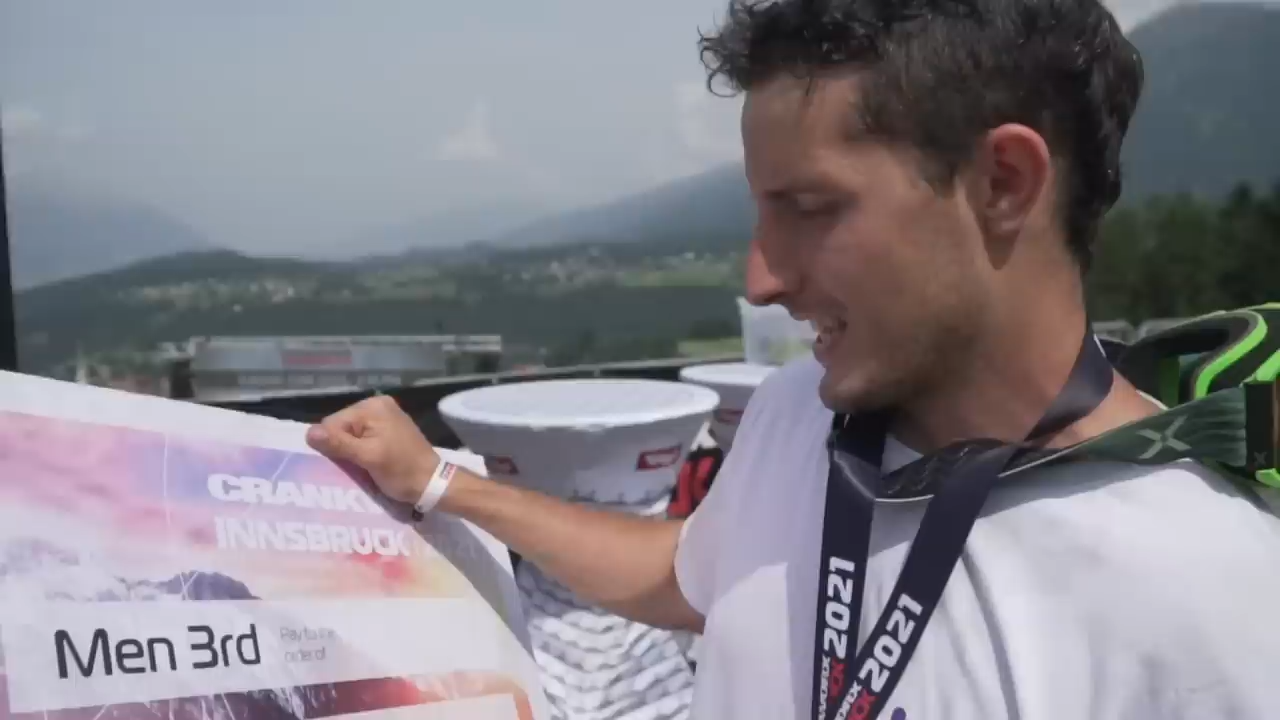 CRANK
INNSBRUCK
Men 3rd
Pay to the
order of
2021
2021